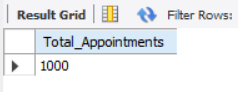 Result Grid Filter Rows:
Total_Appointments
1000